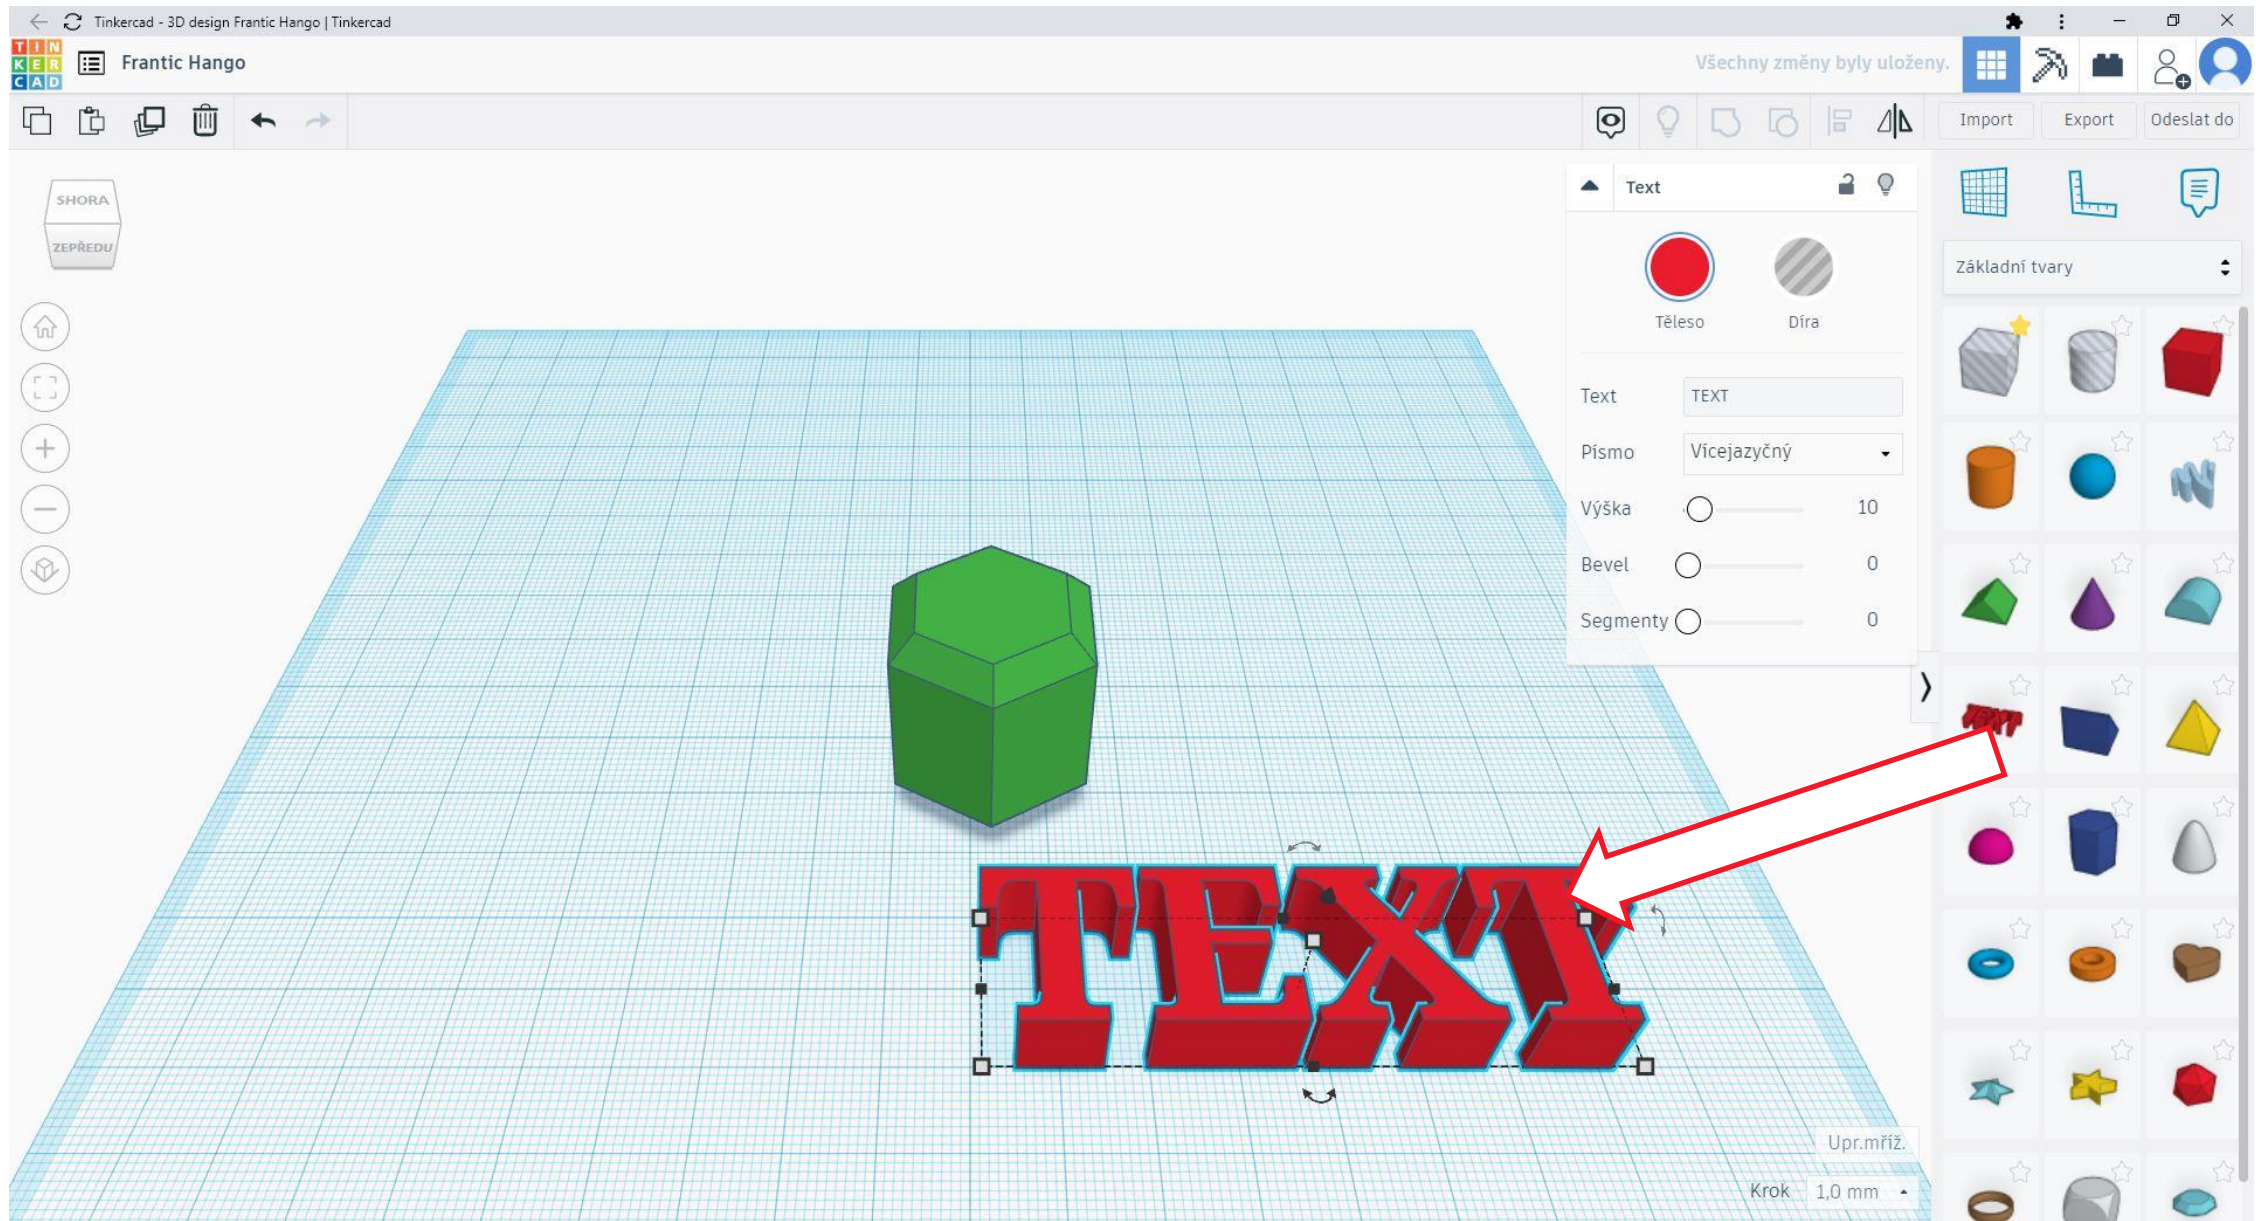 Tinkercad - 3D design Frantic Hango | Tinkercad
TIN
KER
CAD
Frantic Hango
Všechny změny byly uloženy.
Import
Export
Odeslat do
SHORA
ZEPŘEDU
Text
Těleso
Díra
Text
TEXT
Písmo
Vícejazyčný
Výška
10
Bevel
0
Segmenty
0
Základní tvary
TEXT
TEXT
Upr.mříž.
Krok
1,0 mm